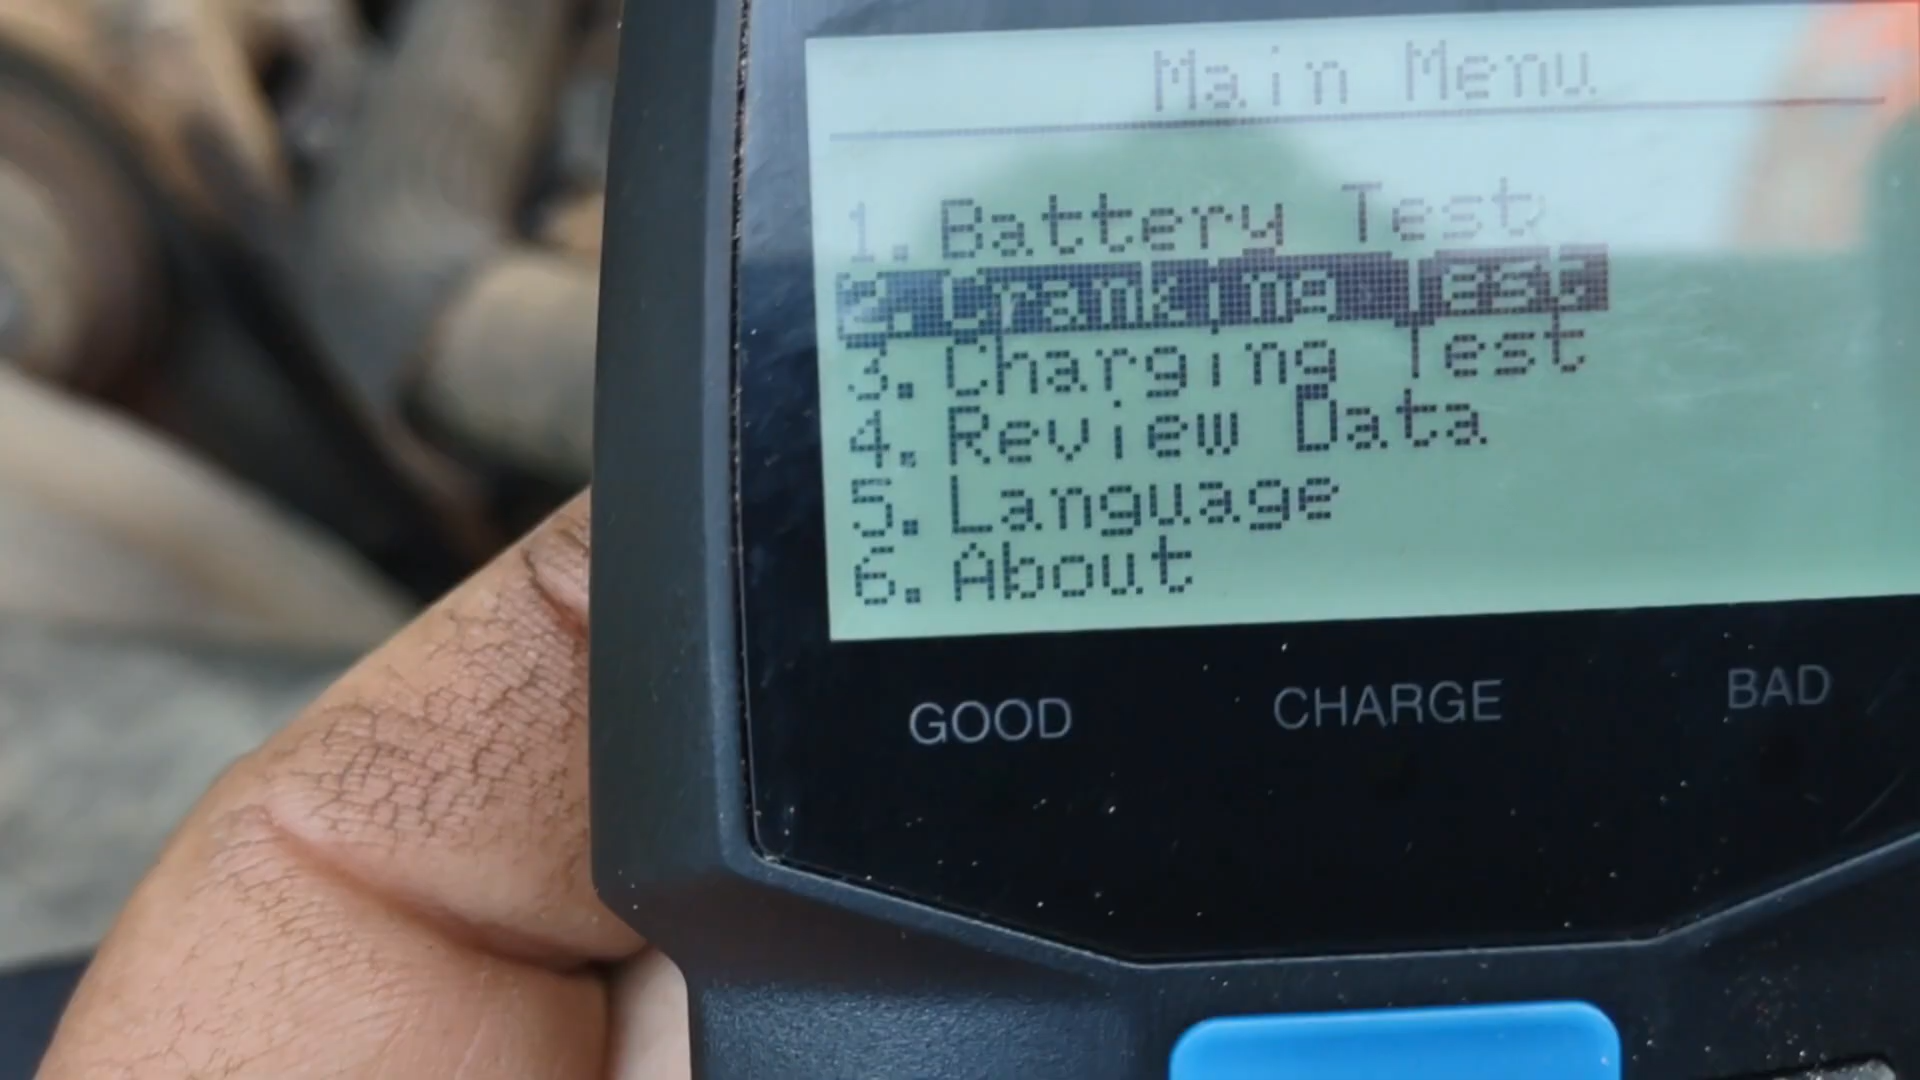 Main Menu
1. Battery Test
2. Cranking Test
3. Charging Test
4. Review Data
5. Language
6. About
GOOD CHARGE BAD